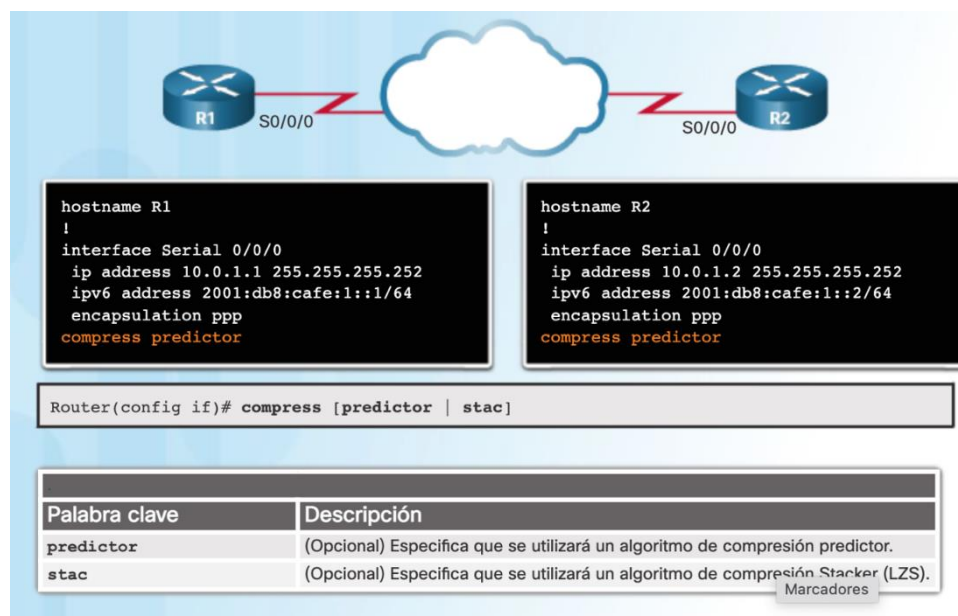 R1
S0/0/0
S0/0/0
R2
hostname R1
!
interface Serial 0/0/0
ip address 10.0.1.1 255.255.255.252
ipv6 address 2001:db8:cafe:1::1/64
encapsulation ppp
compress predictor
hostname R2
!
interface Serial 0/0/0
ip address 10.0.1.2 255.255.255.252
ipv6 address 2001:db8:cafe:1::2/64
encapsulation ppp
compress predictor
Router(config if)# compress [predictor | stac]
Palabra clave Descripción
predictor (Opcional) Especifica que se utilizará un algoritmo de compresión predictor.
stac (Opcional) Especifica que se utilizará un algoritmo de compresión Stacker (LZS).
Marcadores